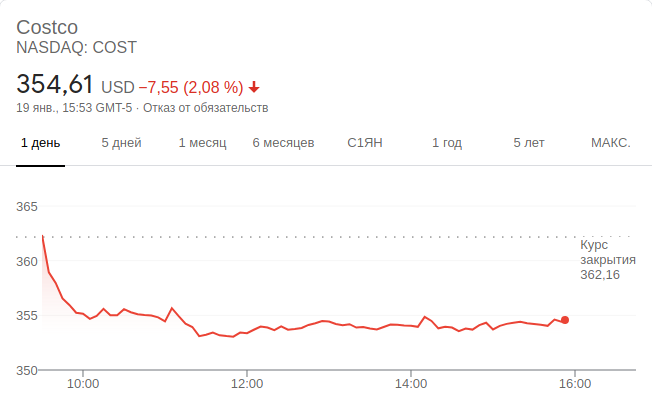 Costco
NASDAQ: COST
354,61 USD −7,55 (2,08 %)
19 янв., 15:53 GMT-5 · Отказ от обязательств
1 день 5 дней 1 месяц 6 месяцев С1ЯН 1 год 5 лет МАКС.
365
Курс
закрытия
362,16
360
355
350
10:00 12:00 14:00 16:00